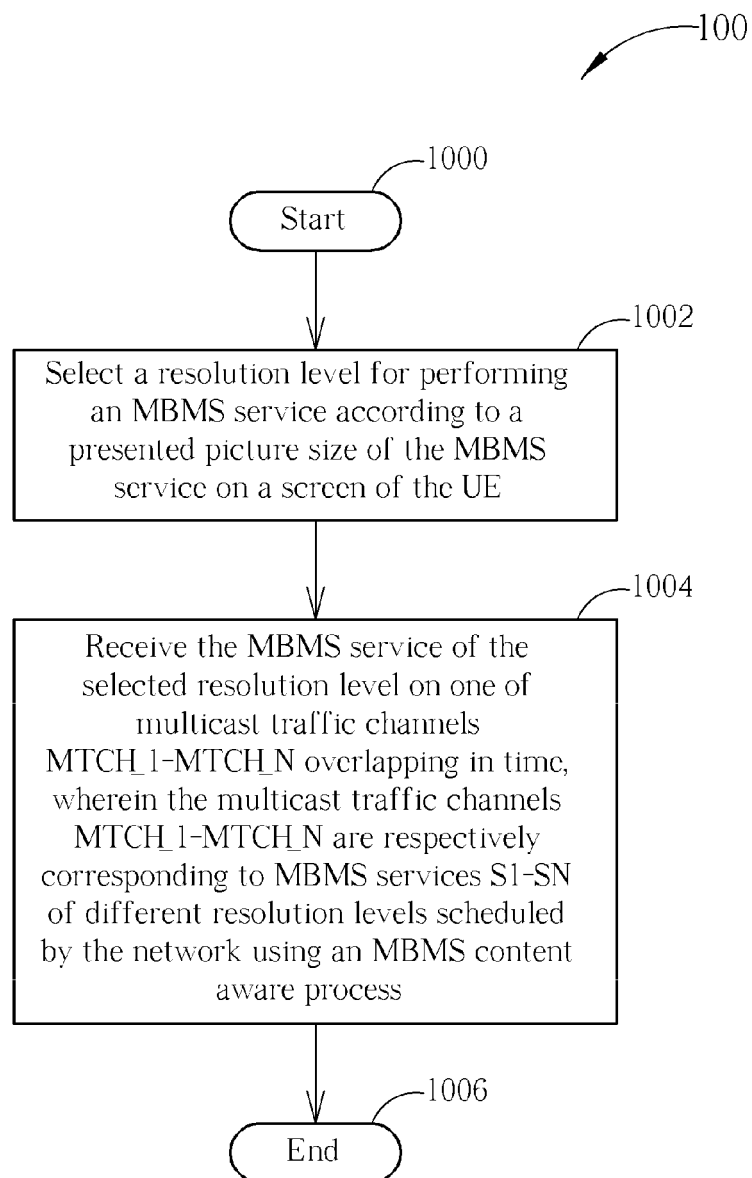 100
1000
Start
1002
Select a resolution level for performing
an MBMS service according to a
presented picture size of the MBMS
service on a screen of the UE
1004
Receive the MBMS service of the
selected resolution level on one of
multicast traffic channels
MTCH_1-MTCH_N overlapping in time,
wherein the multicast traffic channels
MTCH_1-MTCH_N are respectively
corresponding to MBMS services S1-SN
of different resolution levels scheduled
by the network using an MBMS content
aware process
1006
End